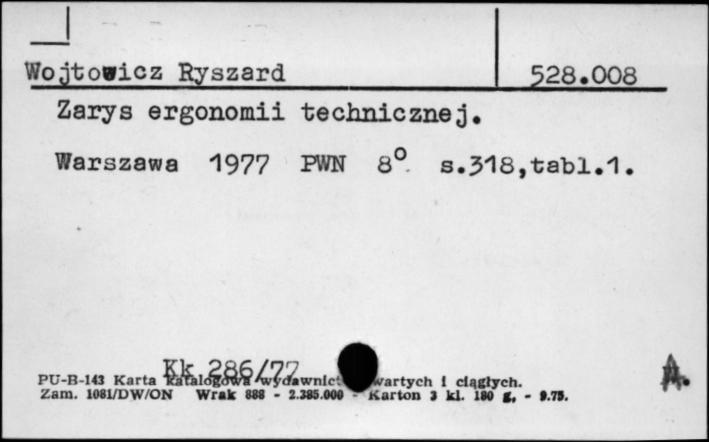 Wojtowicz Ryszard 528.008
Zarys ergonomii technicznej.
Warszawa 1977 PWN 8° s.318,tabl.1.
Kk 286/77
PU-B-143 Karta katalogowa wydawnict wartych i ciągłych.
Zam. 1081/DW/ON Wrak 888 - 2.385.000 - Karton 3 kl. 180 g, - 9.75.